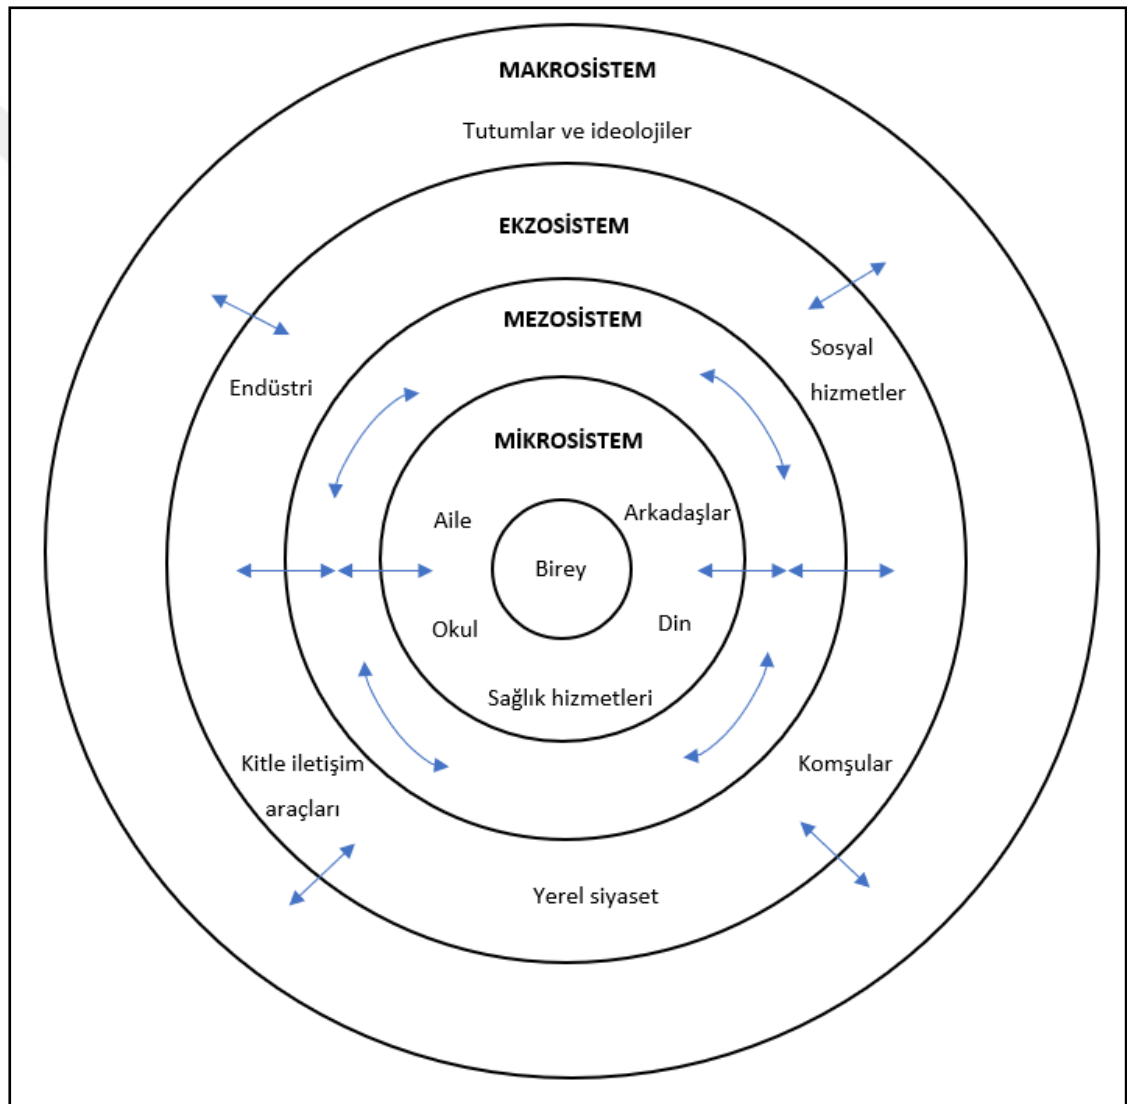 MAKROSİSTEM
Tutumlar ve ideolojiler
EKZOSİSTEM
MEZOSİSTEM
Sosyal
hizmetler
Endüstri
MİKROSİSTEM
Aile
Arkadaşlar
Birey
Okul
Din
Sağlık hizmetleri
Kitle iletişim
araçları
Komşular
Yerel siyaset